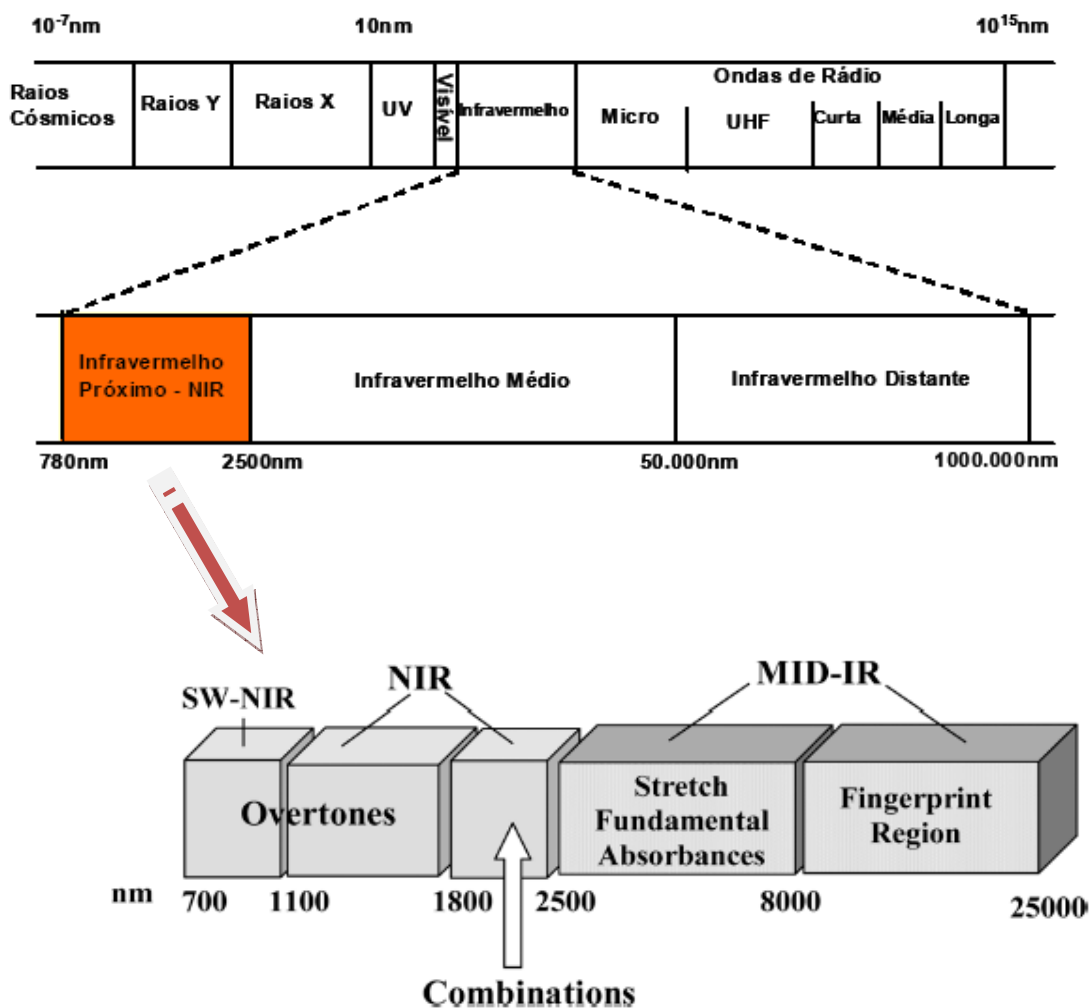 10-7nm 10nm 10¹⁵nm
Raios
Cósmicos
Raios Y
Raios X
UV
Visível
Infravermelho
Ondas de Rádio
Micro
UHF
Curta
Média
Longa
Infravermelho
Próximo - NIR
Infravermelho Médio
Infravermelho Distante
780nm 2500nm 50.000nm 1000.000nm
SW-NIR
NIR
MID-IR
Overtones
Stretch
Fundamental
Absorbances
Fingerprint
Region
nm 700 1100 1800 2500 8000 25000
Combinations